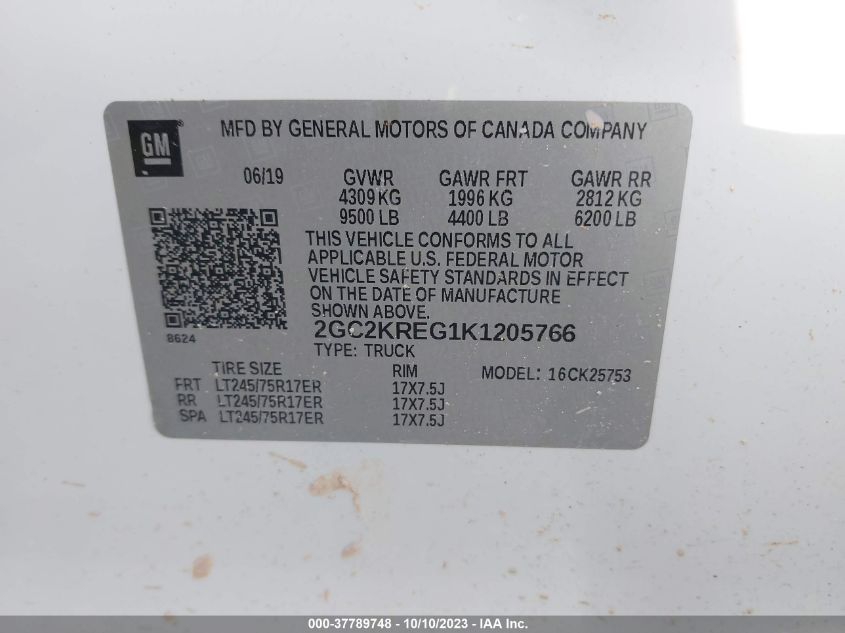 GM
MFD BY GENERAL MOTORS OF CANADA COMPANY
06/19 GVWR GAWR FRT GAWR RR
4309 KG 1996 KG 2812 KG
9500 LB 4400 LB 6200 LB
THIS VEHICLE CONFORMS TO ALL
APPLICABLE U.S. FEDERAL MOTOR
VEHICLE SAFETY STANDARDS IN EFFECT
ON THE DATE OF MANUFACTURE
SHOWN ABOVE.
8624
2GC2KREG1K1205766
TYPE: TRUCK
TIRE SIZE RIM MODEL: 16CK25753
FRT LT245/75R17ER 17X7.5J
RR LT245/75R17ER 17X7.5J
SPA LT245/75R17ER 17X7.5J
000-37789748 - 10/10/2023 - IAA Inc.